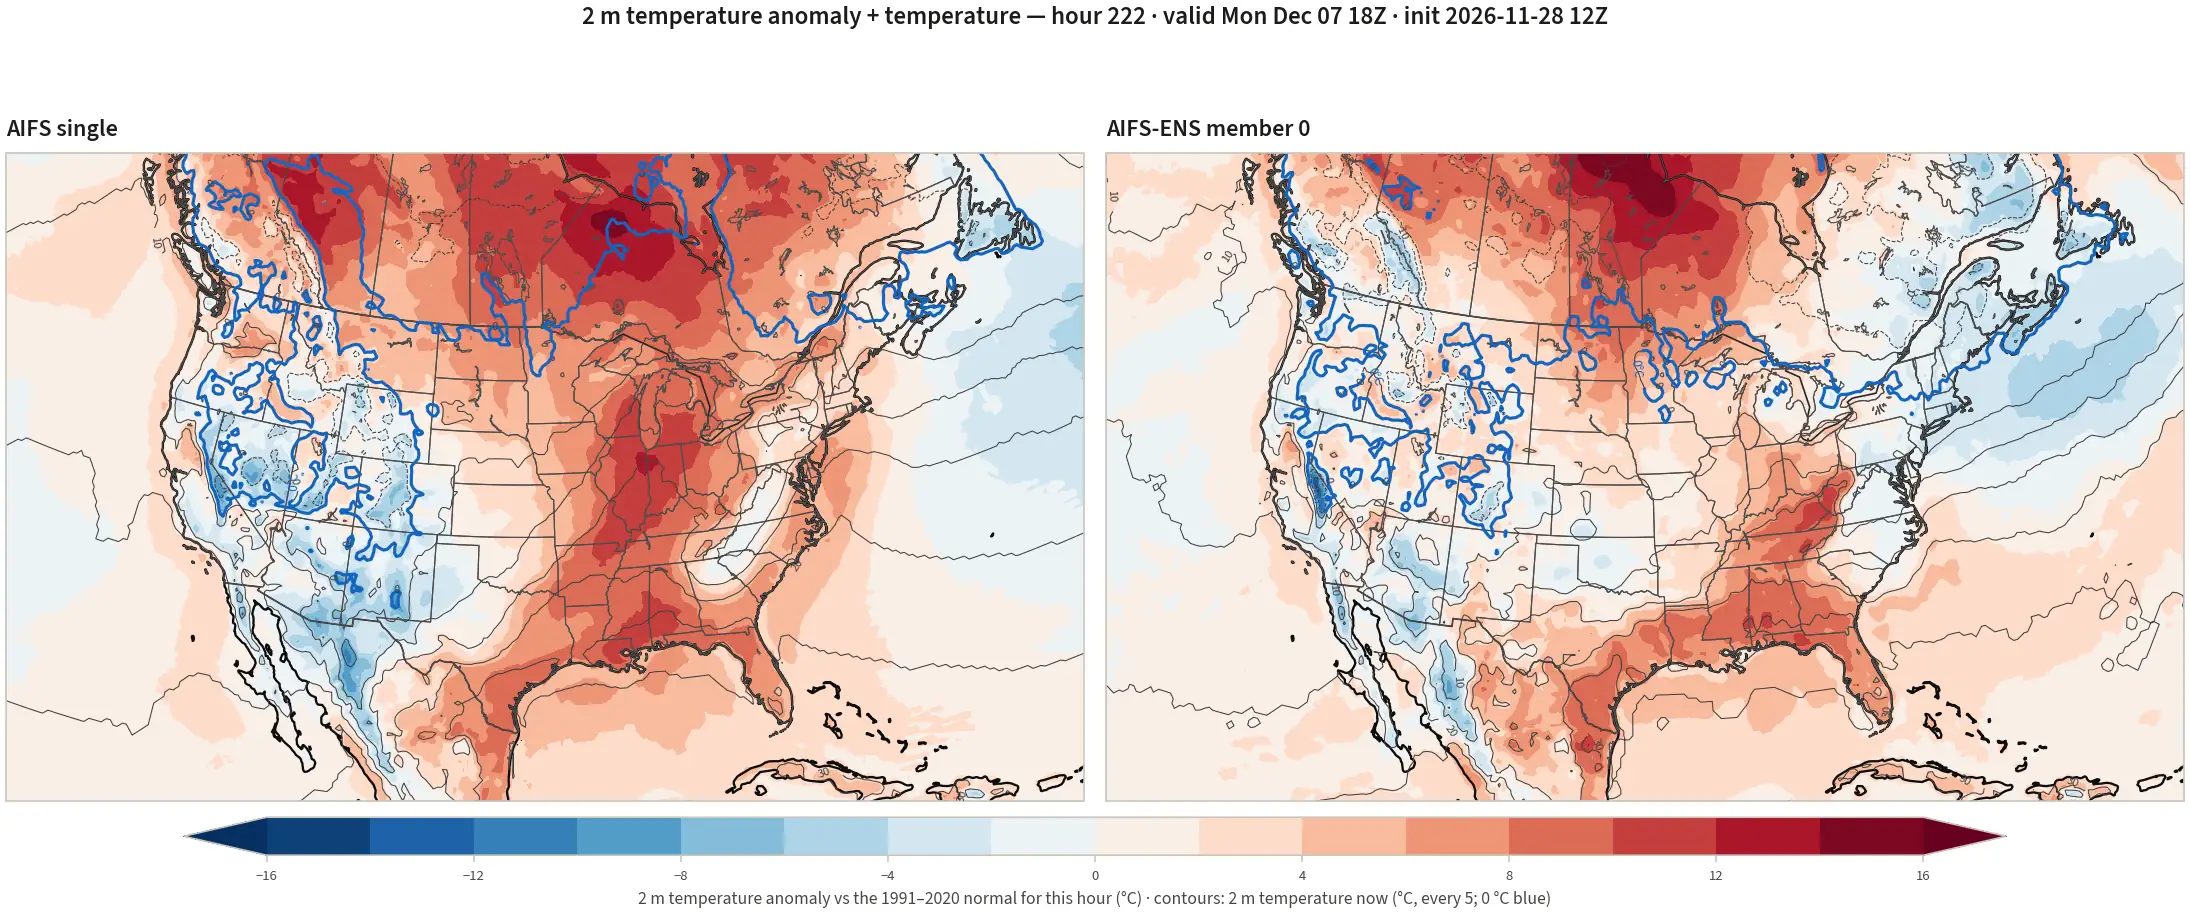 2 m temperature anomaly + temperature — hour 222 · valid Mon Dec 07 18Z · init 2026-11-28 12Z
AIFS single
AIFS-ENS member 0
−16 −12 −8 −4 0 4 8 12 16
2 m temperature anomaly vs the 1991–2020 normal for this hour (°C) · contours: 2 m temperature now (°C, every 5; 0 °C blue)